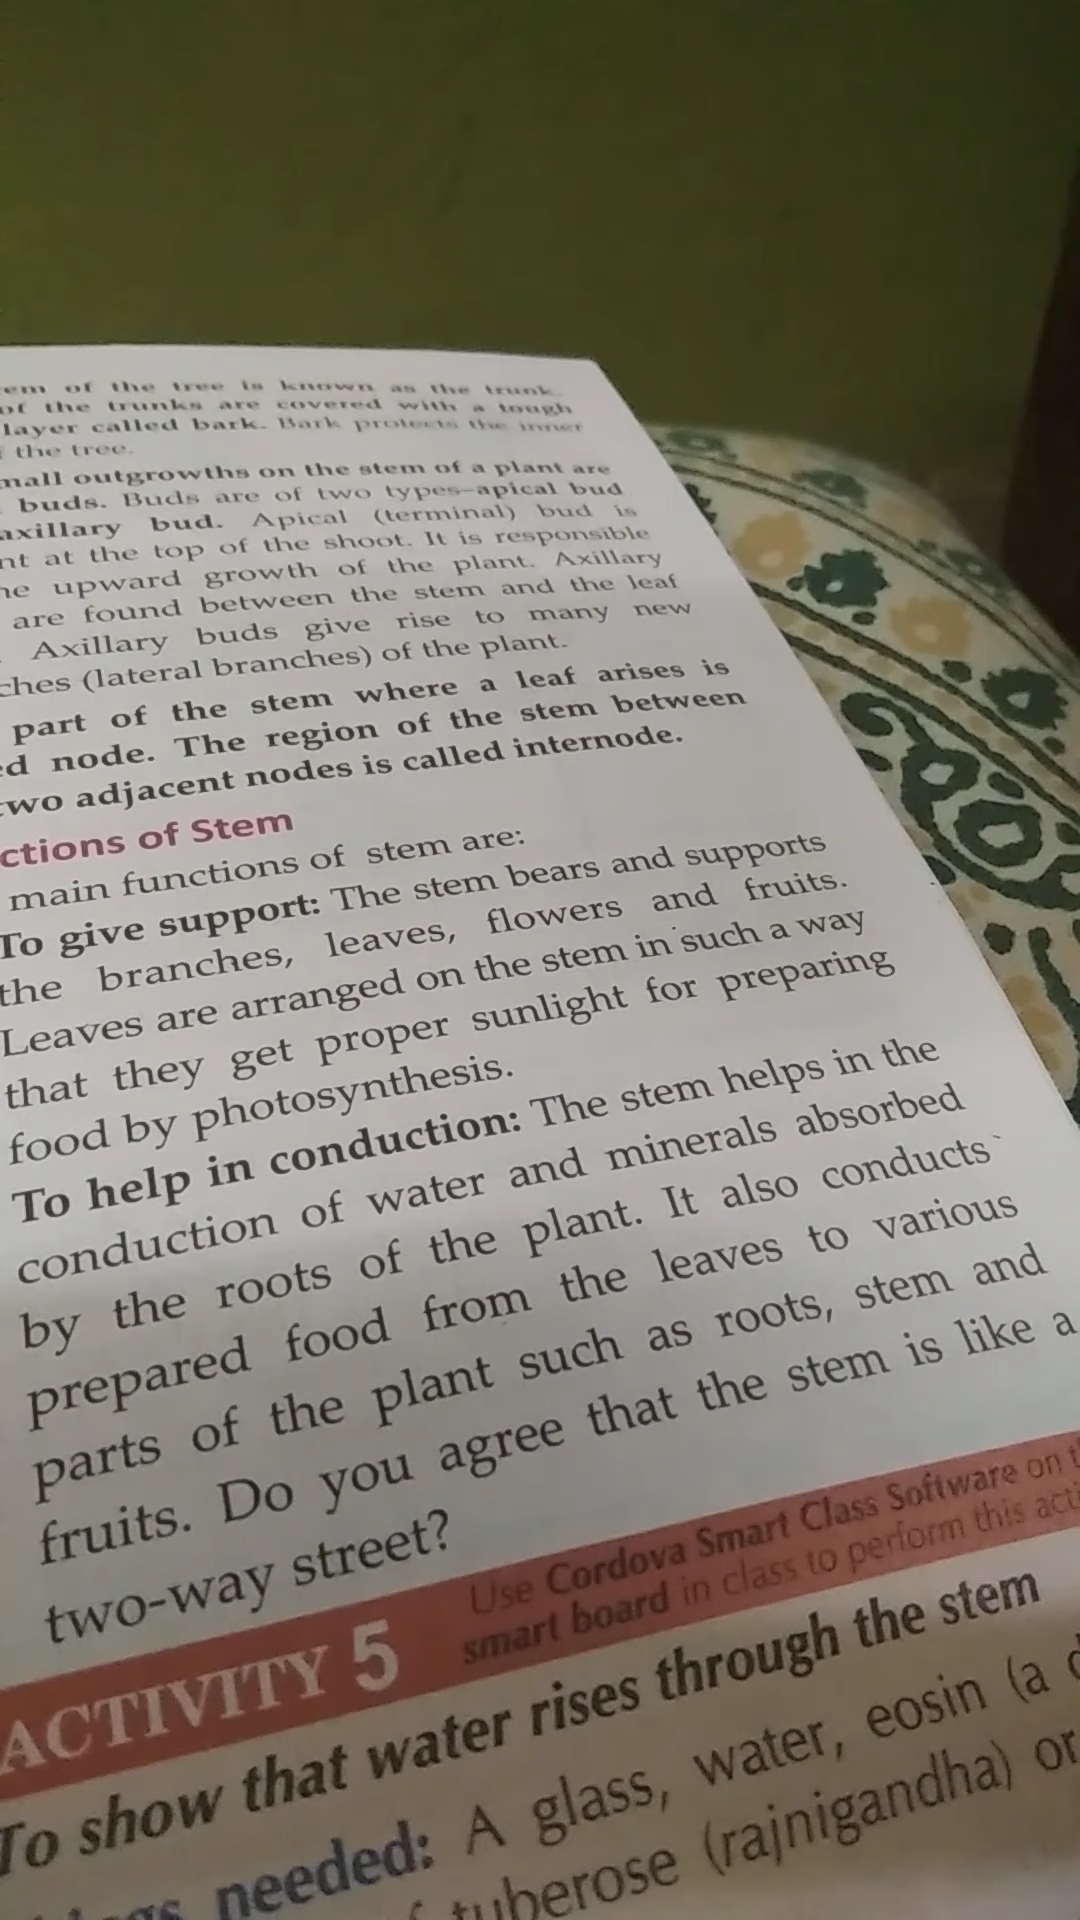 of the tree is known as the trunk.
of the trunks are covered with a tough
layer called bark. Bark protects the inner
the tree.
outgrowths on the stem of a plant are
buds. Buds are of two types–apical bud
axillary bud. Apical (terminal) bud is
at the top of the shoot. It is responsible
upward growth of the plant. Axillary
are found between the stem and the leaf
Axillary buds give rise to many new
(lateral branches) of the plant.
part of the stem where a leaf arises is
node. The region of the stem between
two adjacent nodes is called internode.
ctions of Stem
main functions of stem are:
To give support: The stem bears and supports
the branches, leaves, flowers and fruits.
Leaves are arranged on the stem in such a way
that they get proper sunlight for preparing
food by photosynthesis.
To help in conduction: The stem helps in the
conduction of water and minerals absorbed
by the roots of the plant. It also conducts
prepared food from the leaves to various
parts of the plant such as roots, stem and
fruits. Do you agree that the stem is like a
two-way street?
ACTIVITY 5
Use Cordova Smart Class Software on t
smart board in class to perform this acti
To show that water rises through the stem
needed: A glass, water, eosin (a
tuberose (rajnigandha) or